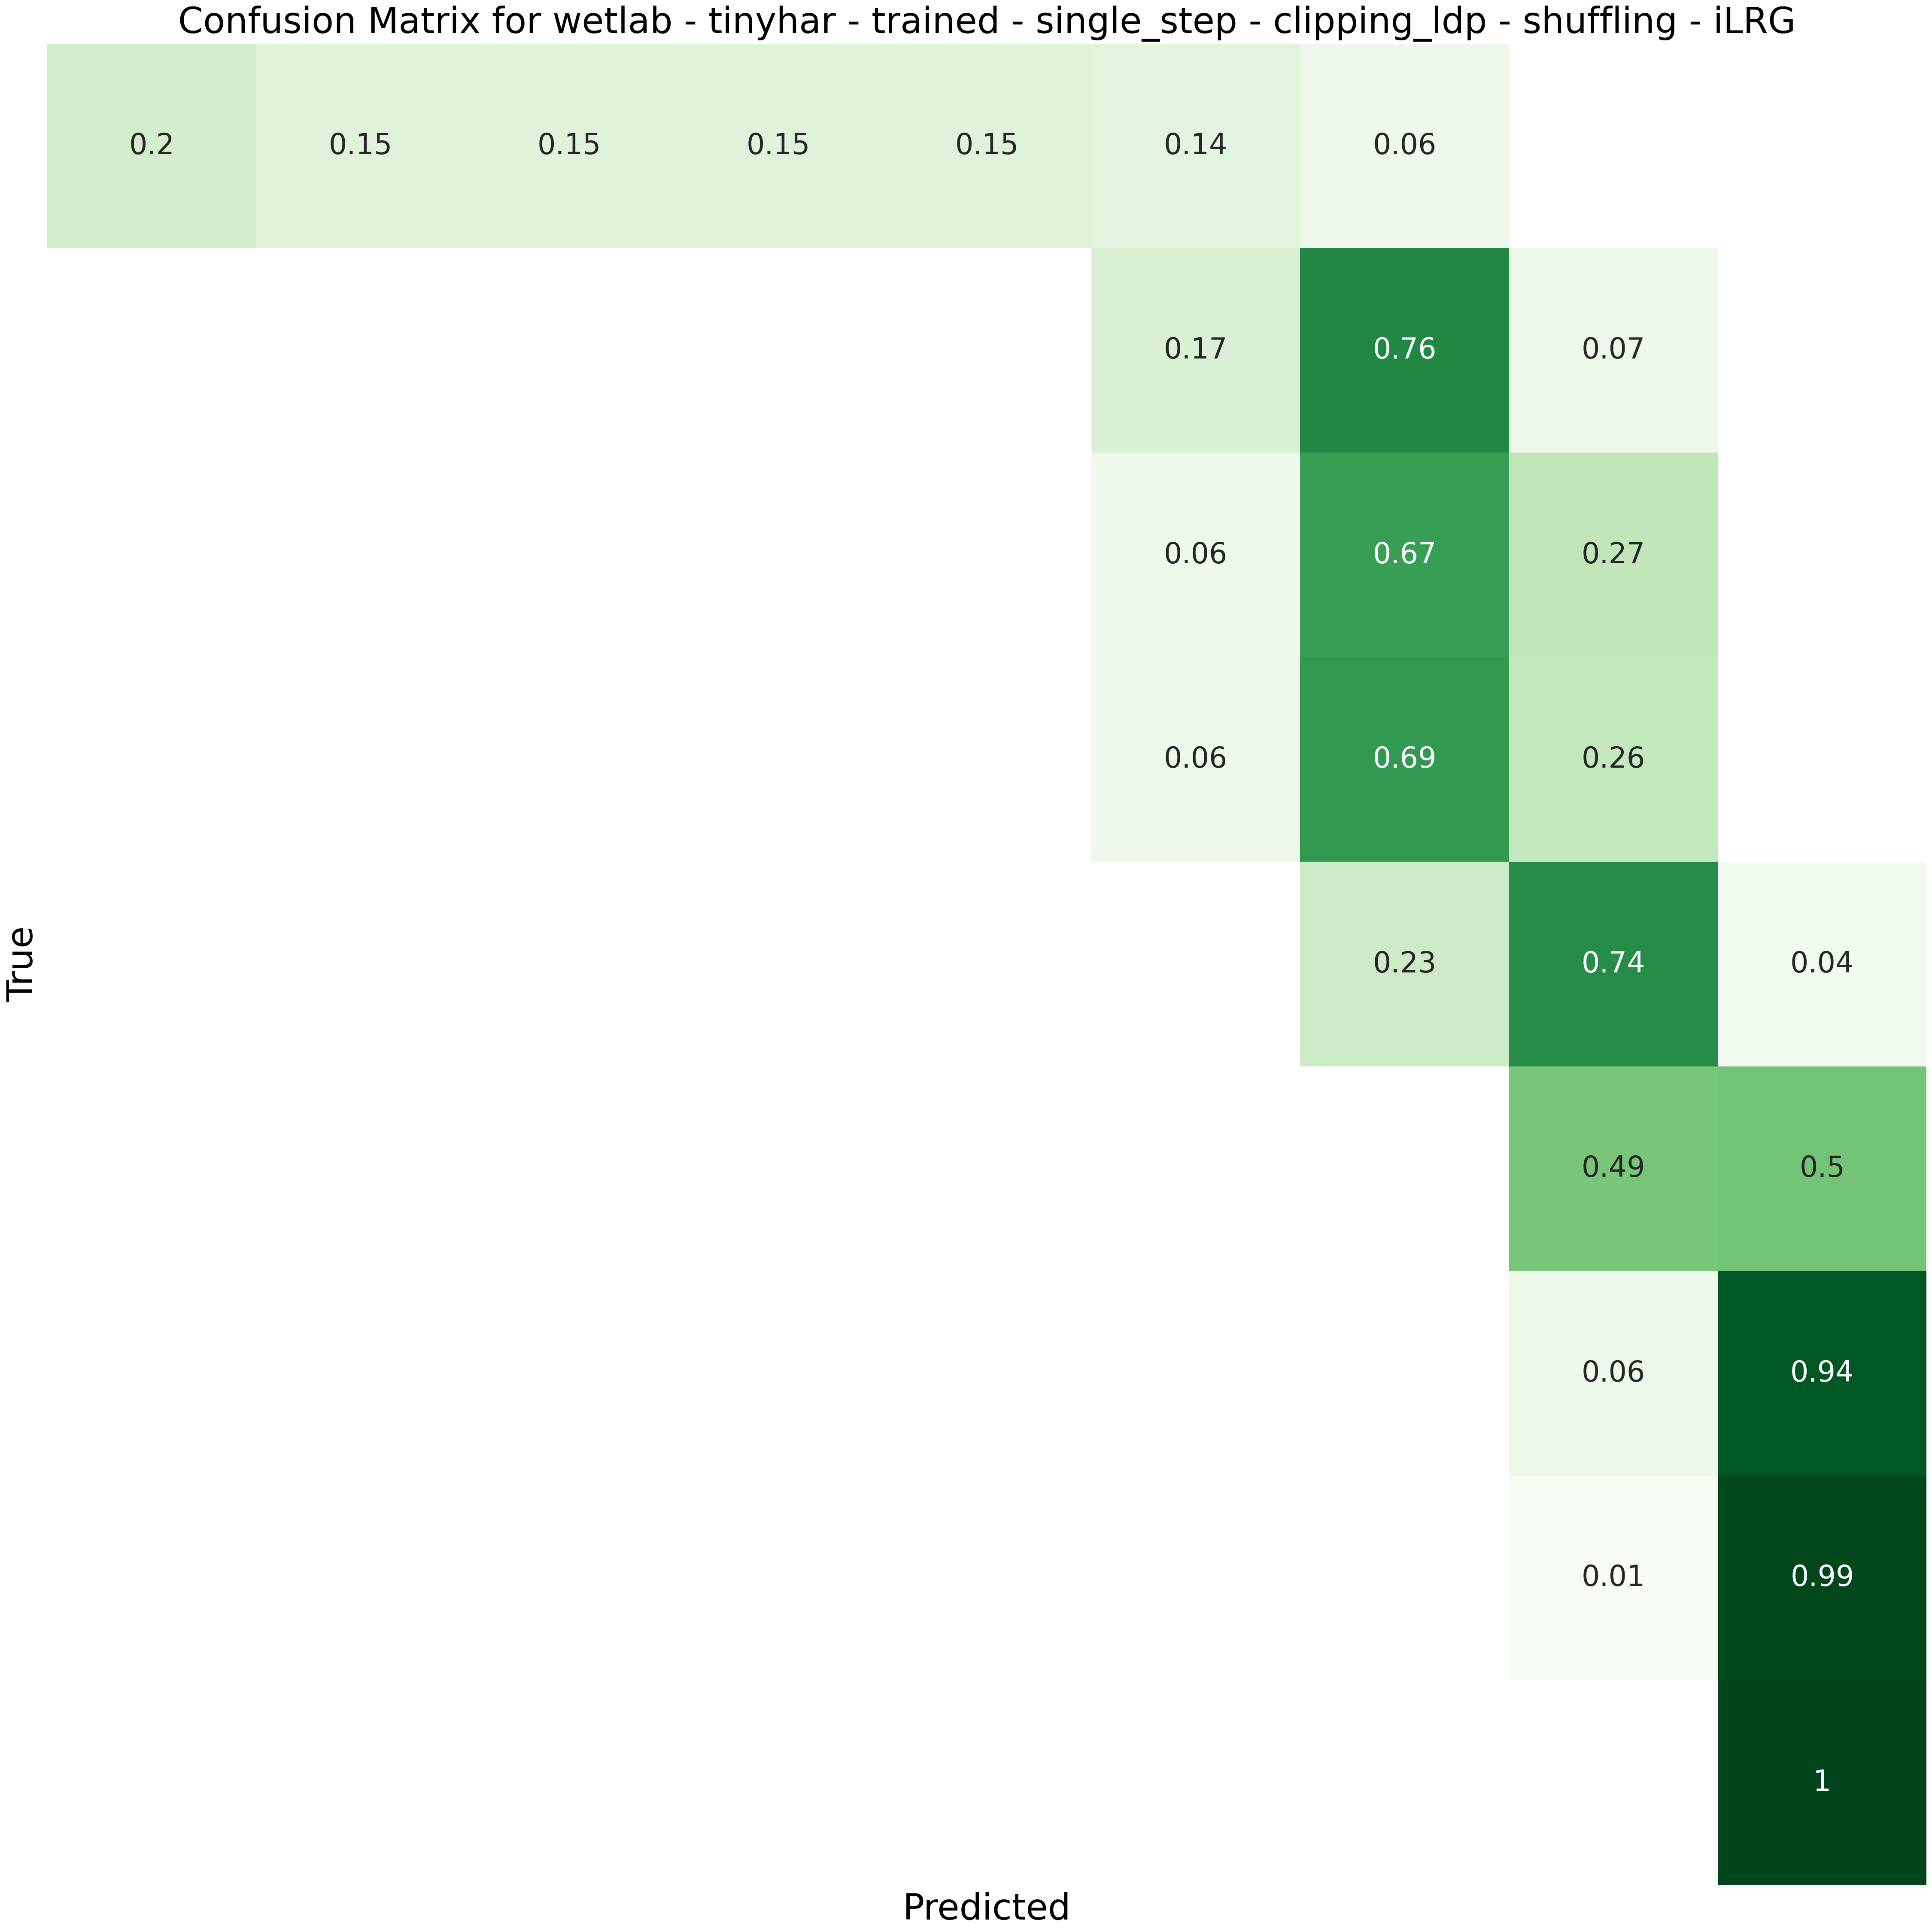 Confusion Matrix for wetlab - tinyhar - trained - single_step - clipping_ldp - shuffling - iLRG
0.2 0.15 0.15 0.15 0.15 0.14 0.06
0.17 0.76 0.07
0.06 0.67 0.27
0.06 0.69 0.26
0.23 0.74 0.04
True
0.49 0.5
0.06 0.94
0.01 0.99
1
Predicted